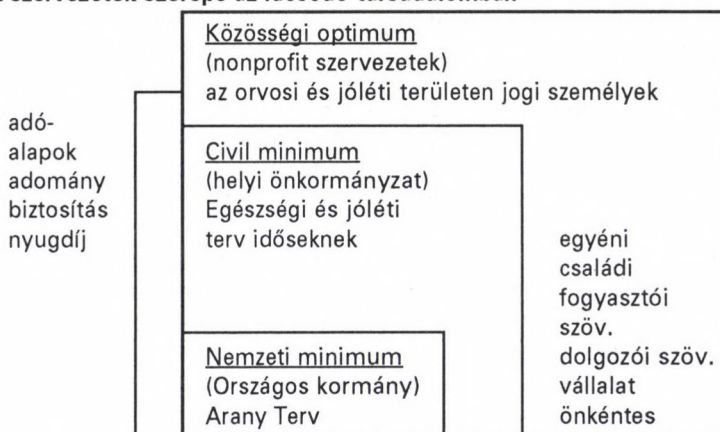 Közösségi optimum
(nonprofit szervezetek)
az orvosi és jóléti területen jogi személyek
adó-
alapok
adomány
biztosítás
nyugdíj
Civil minimum
(helyi önkormányzat)
Egészségi és jóléti
terv időseknek
egyéni
családi
fogyasztói
szöv.
dolgozói szöv.
vállalat
önkéntes
Nemzeti minimum
(Országos kormány)
Arany Terv